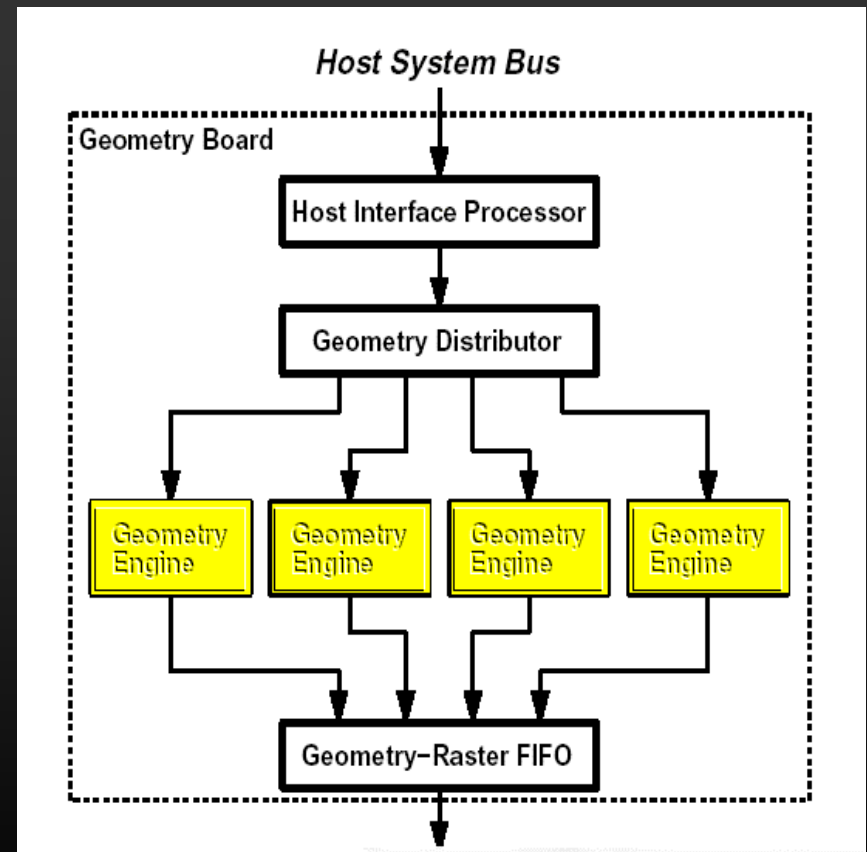 Host System Bus
Geometry Board
Host Interface Processor
Geometry Distributor
Geometry
Engine
Geometry
Engine
Geometry
Engine
Geometry
Engine
Geometry-Raster FIFO